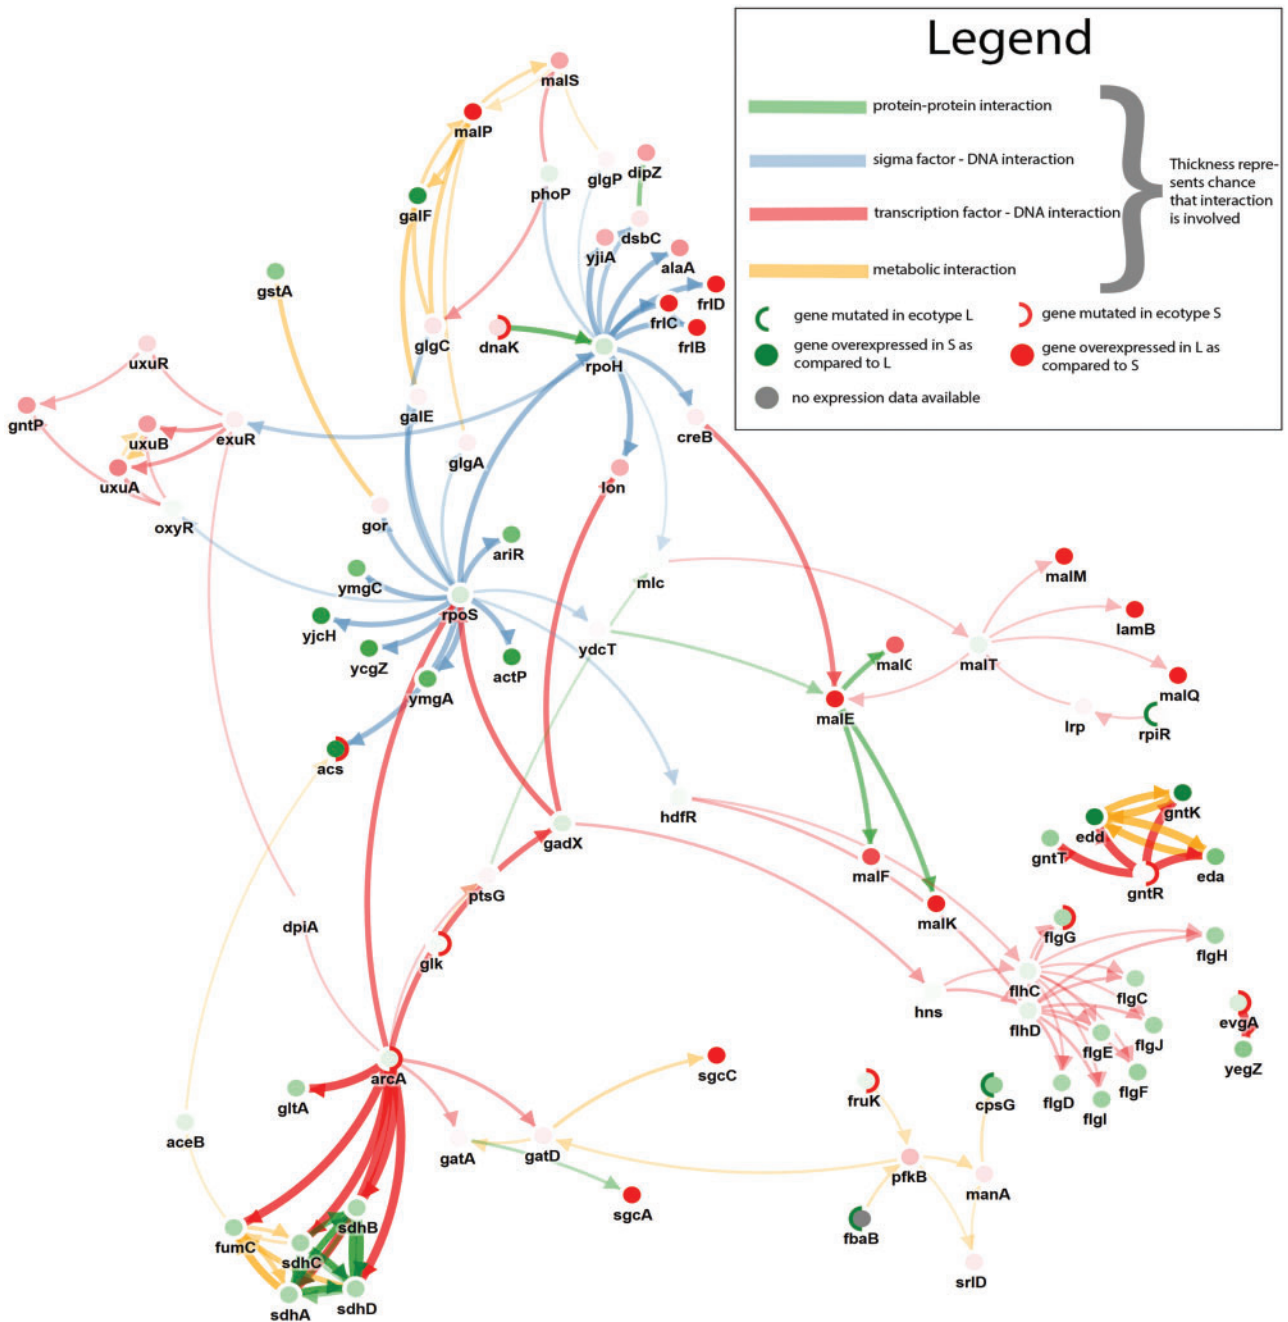 Legend
protein-protein interaction
sigma factor - DNA interaction
transcription factor - DNA interaction
metabolic interaction
Thickness repre-
sents chance
that interaction
is involved
gene mutated in ecotype L
gene mutated in ecotype S
gene overexpressed in S as
compared to L
gene overexpressed in L as
compared to S
no expression data available
malS
malP
glgP
dipZ
phoP
galF
dsbC
yjiA
alaA
gstA
frlD
frlC
frlB
glgC
dnaK
rpoH
uxuR
galE
creB
gntP
uxuB
exuR
glgA
uxuA
lon
oxyR
gor
ariR
ymgC
mlc
malM
rpoS
lamB
yjcH
ydcT
ycgZ
actP
malG
malT
ymgA
malQ
malE
lrp
rpiR
acs
hdfR
gntK
edd
gadX
gntT
malF
eda
gntR
ptsG
malK
dpiA
flgG
flgH
glk
flhC
flgC
hns
flhD
evgA
flgE
flgJ
yegZ
arcA
sgcC
flgF
gltA
fruK
cpsG
flgD
flgI
aceB
gatA
gatD
pfkB
manA
sgcA
sdhB
fumC
fbaB
sdhC
srlD
sdhA
sdhD